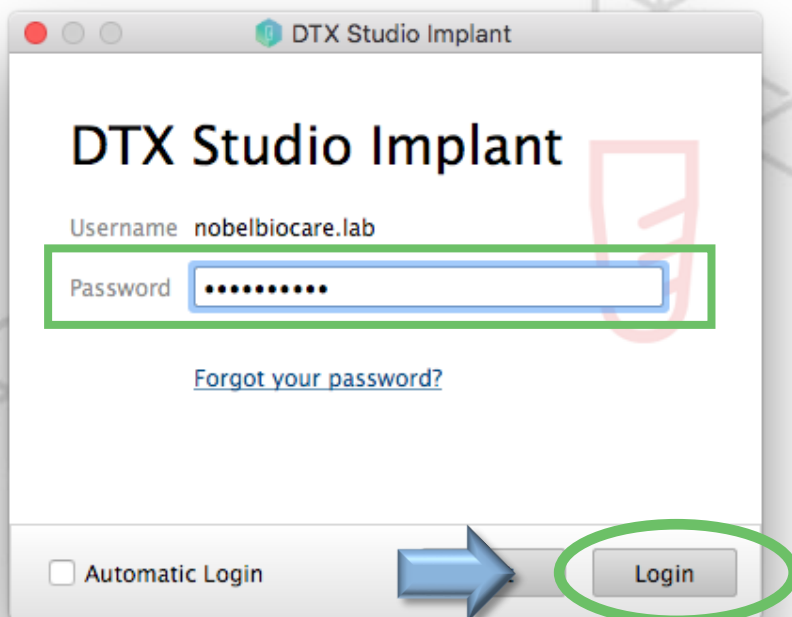 DTX Studio Implant
DTX Studio Implant
Username nobelbiocare.lab
Password ••••••••••
Forgot your password?
Automatic Login
Login